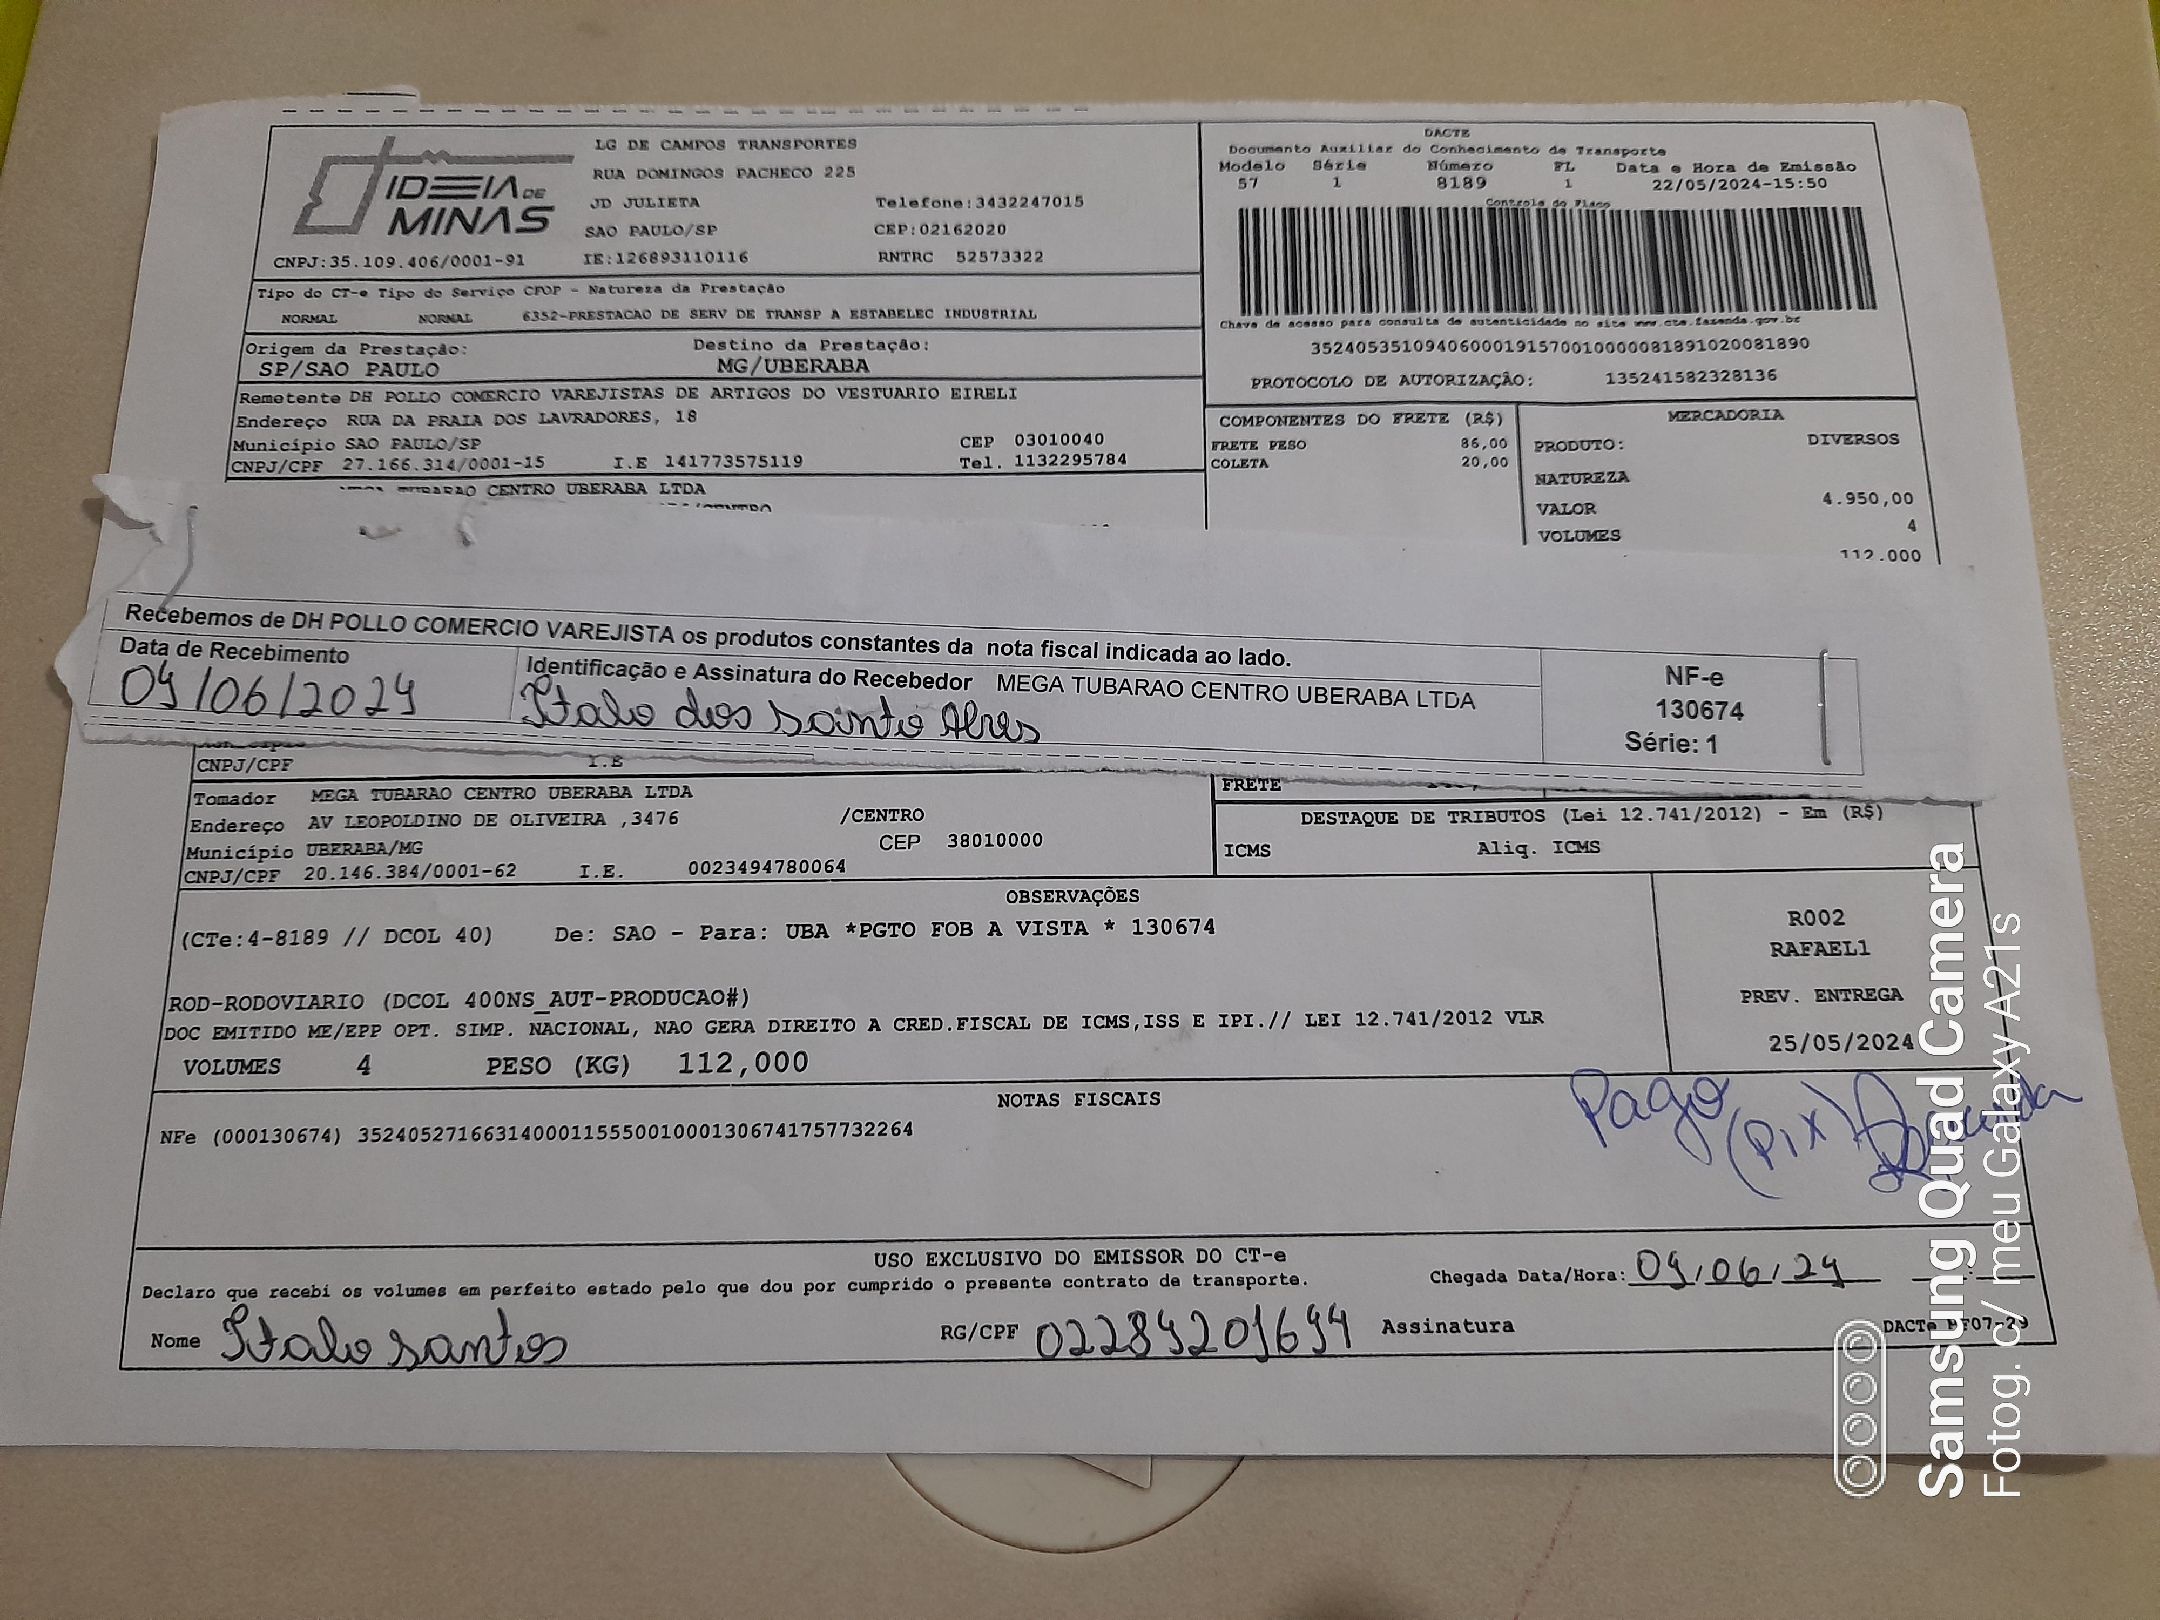 IDEIA DE
MINAS
CNPJ:35.109.406/0001-91
LG DE CAMPOS TRANSPORTES
RUA DOMINGOS PACHECO 225
JD JULIETA Telefone:3432247015
SAO PAULO/SP CEP:02162020
IE:126893110116 RNTRC 52573322
DACTE
Documento Auxiliar do Conhecimento de Transporte
Modelo Série Número FL Data e Hora de Emissão
57 1 8189 1 22/05/2024-15:50
Controle do Fisco
Chave de acesso para consulta de autenticidade no site www.cte.fazenda.gov.br
35240535109406000191570010000081891020081890
PROTOCOLO DE AUTORIZAÇÃO: 135241582328136
Tipo do CT-e Tipo do Serviço CFOP - Natureza da Prestação
NORMAL NORMAL 6352-PRESTACAO DE SERV DE TRANSP A ESTABELEC INDUSTRIAL
Origem da Prestação: Destino da Prestação:
SP/SAO PAULO MG/UBERABA
Remetente DH POLLO COMERCIO VAREJISTAS DE ARTIGOS DO VESTUARIO EIRELI
Endereço RUA DA PRAIA DOS LAVRADORES, 18
Município SAO PAULO/SP CEP 03010040
CNPJ/CPF 27.166.314/0001-15 I.E 141773575119 Tel. 1132295784
TUBARAO CENTRO UBERABA LTDA
COMPONENTES DO FRETE (R$)
FRETE PESO 86,00
COLETA 20,00
MERCADORIA
PRODUTO: DIVERSOS
NATUREZA
VALOR 4.950,00
VOLUMES 4
112.000
Recebemos de DH POLLO COMERCIO VAREJISTA os produtos constantes da nota fiscal indicada ao lado.
Data de Recebimento
04/06/2024
Identificação e Assinatura do Recebedor MEGA TUBARAO CENTRO UBERABA LTDA
Italo dos santo Alves
NF-e
130674
Série: 1
CNPJ/CPF I.E
FRETE
Tomador MEGA TUBARAO CENTRO UBERABA LTDA
Endereço AV LEOPOLDINO DE OLIVEIRA ,3476 /CENTRO
Município UBERABA/MG CEP 38010000
CNPJ/CPF 20.146.384/0001-62 I.E. 0023494780064
DESTAQUE DE TRIBUTOS (Lei 12.741/2012) - Em (R$)
ICMS Aliq. ICMS
OBSERVAÇÕES
(CTe:4-8189 // DCOL 40) De: SAO - Para: UBA *PGTO FOB A VISTA * 130674
ROD-RODOVIARIO (DCOL 400NS_AUT-PRODUCAO#)
DOC EMITIDO ME/EPP OPT. SIMP. NACIONAL, NAO GERA DIREITO A CRED.FISCAL DE ICMS,ISS E IPI.// LEI 12.741/2012 VLR
VOLUMES 4 PESO (KG) 112,000
R002
RAFAEL1
PREV. ENTREGA
25/05/2024
NOTAS FISCAIS
NFe (000130674) 35240527166314000115550010001306741757732264
Pago
(PIX)
USO EXCLUSIVO DO EMISSOR DO CT-e
Declaro que recebi os volumes em perfeito estado pelo que dou por cumprido o presente contrato de transporte.
Chegada Data/Hora: 04/06/24
Nome Italo santos RG/CPF Assinatura
Samsung Quad Camera
Fotog. c/ meu Galaxy A21s